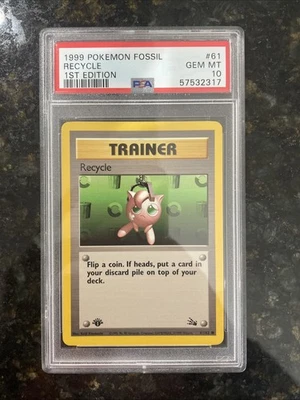 1999 POKEMON FOSSIL #61
RECYCLE GEM MT
1ST EDITION PSA 10
57532317
TRAINER
Recycle
Flip a coin. If heads, put a card in
your discard pile on top of your
deck.